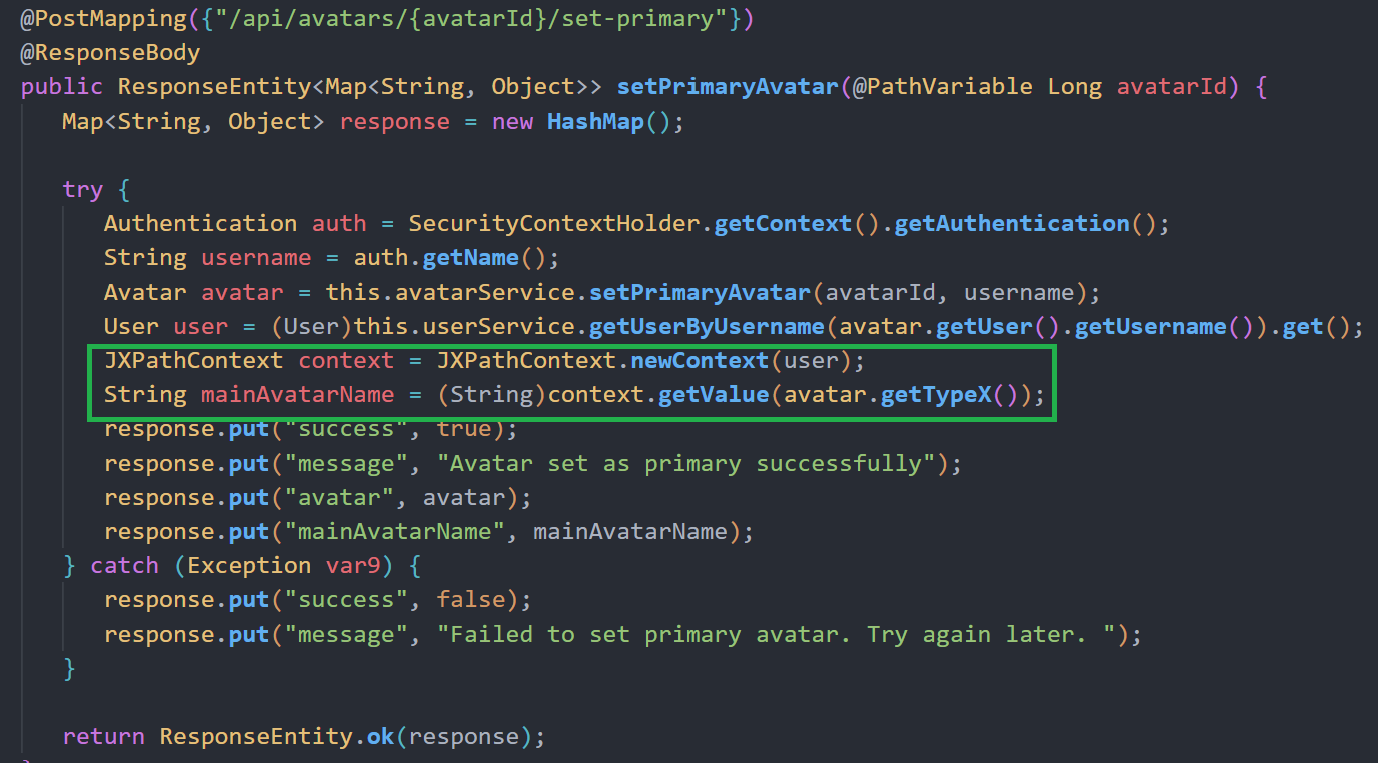 @PostMapping({"/api/avatars/{avatarId}/set-primary"})
@ResponseBody
public ResponseEntity<Map<String, Object>> setPrimaryAvatar(@PathVariable Long avatarId) {
Map<String, Object> response = new HashMap();
try {
Authentication auth = SecurityContextHolder.getContext().getAuthentication();
String username = auth.getName();
Avatar avatar = this.avatarService.setPrimaryAvatar(avatarId, username);
User user = (User)this.userService.getUserByUsername(avatar.getUser().getUsername()).get();
JXPathContext context = JXPathContext.newContext(user);
String mainAvatarName = (String)context.getValue(avatar.getTypeX());
response.put("success", true);
response.put("message", "Avatar set as primary successfully");
response.put("avatar", avatar);
response.put("mainAvatarName", mainAvatarName);
} catch (Exception var9) {
response.put("success", false);
response.put("message", "Failed to set primary avatar. Try again later. ");
}
return ResponseEntity.ok(response);